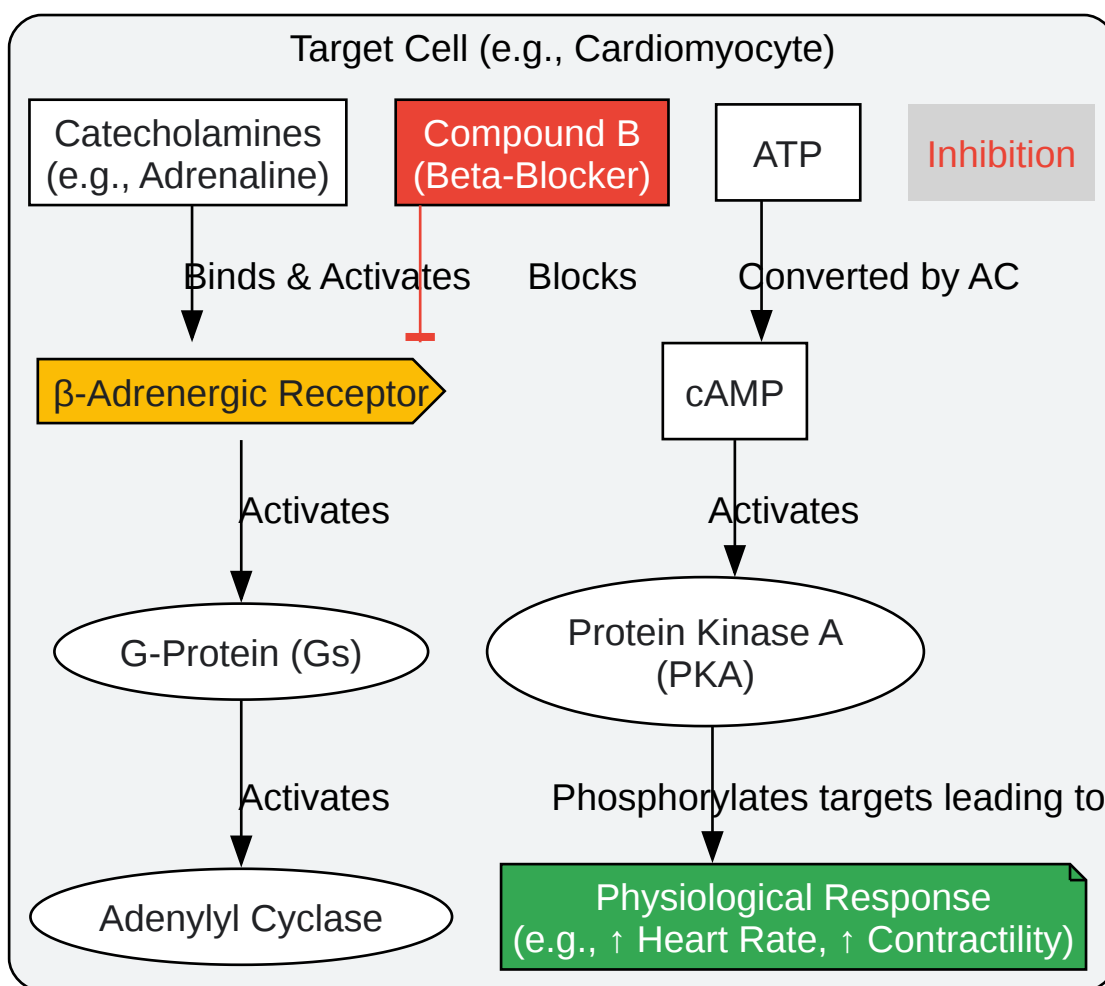 Target Cell (e.g., Cardiomyocyte)
Catecholamines
(e.g., Adrenaline)
Compound B
(Beta-Blocker)
ATP
Inhibition
Binds & Activates
Blocks
Converted by AC
β-Adrenergic Receptor
cAMP
Activates
Activates
G-Protein (Gs)
Protein Kinase A
(PKA)
Activates
Phosphorylates targets leading to
Adenylyl Cyclase
Physiological Response
(e.g., ↑ Heart Rate, ↑ Contractility)